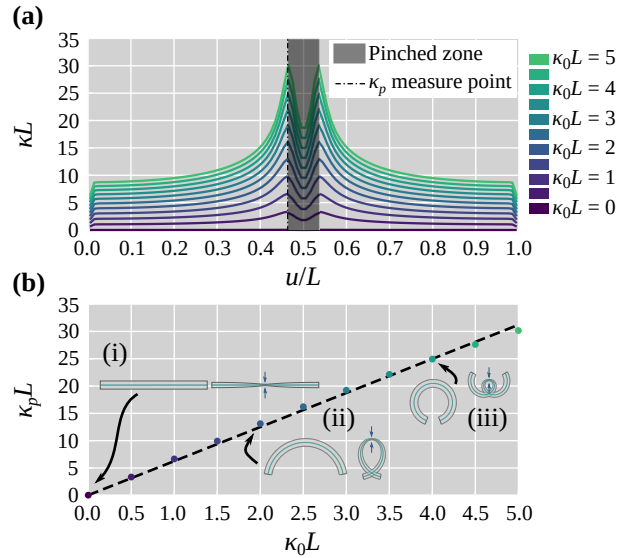 (a)
35
30
25
20
15
10
5
0
κL
Pinched zone
κₚ measure point
κ₀L = 5
κ₀L = 4
κ₀L = 3
κ₀L = 2
κ₀L = 1
κ₀L = 0
0.0 0.1 0.2 0.3 0.4 0.5 0.6 0.7 0.8 0.9 1.0
u/L
(b)
35
30
25
20
15
10
5
0
κₚL
(i)
(ii)
(iii)
0.0 0.5 1.0 1.5 2.0 2.5 3.0 3.5 4.0 4.5 5.0
κ₀L